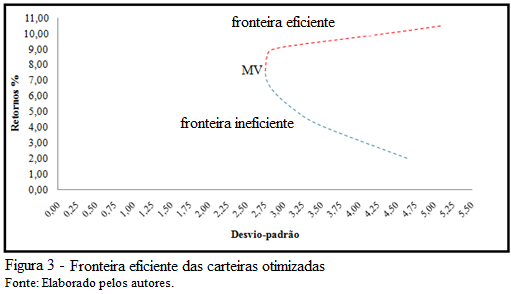 fronteira eficiente
11,00
10,00
9,00
8,00
7,00
6,00
5,00
4,00
3,00
2,00
1,00
0,00
Retornos %
MV
fronteira ineficiente
0,00 0,25 0,50 0,75 1,00 1,25 1,50 1,75 2,00 2,25 2,50 2,75 3,00 3,25 3,50 3,75 4,00 4,25 4,50 4,75 5,00 5,25 5,50
Desvio-padrão
Figura 3 - Fronteira eficiente das carteiras otimizadas
Fonte: Elaborado pelos autores.